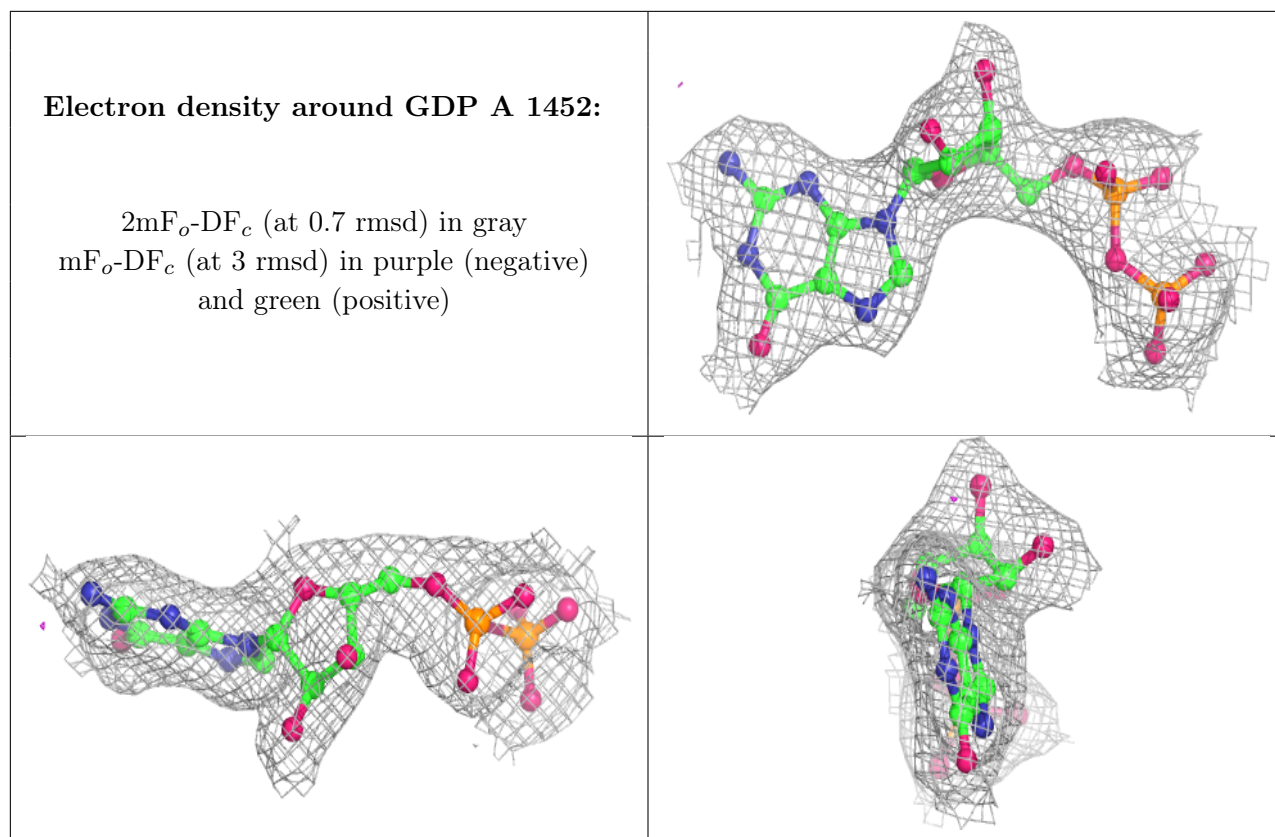 Electron density around GDP A 1452:
2mFo-DFc (at 0.7 rmsd) in gray
mFo-DFc (at 3 rmsd) in purple (negative)
and green (positive)